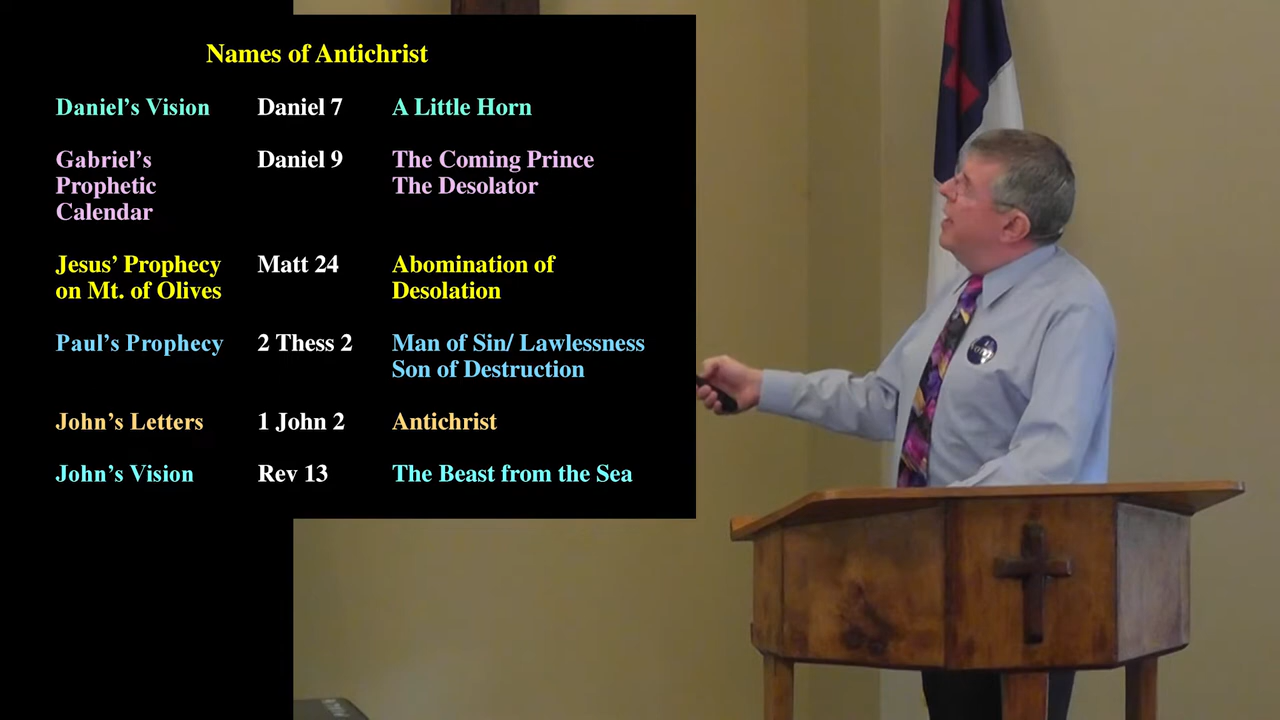 Names of Antichrist
Daniel's Vision Daniel 7 A Little Horn
Gabriel's Daniel 9 The Coming Prince
Prophetic The Desolator
Calendar
Jesus' Prophecy Matt 24 Abomination of
on Mt. of Olives Desolation
Paul's Prophecy 2 Thess 2 Man of Sin/ Lawlessness
Son of Destruction
John's Letters 1 John 2 Antichrist
John's Vision Rev 13 The Beast from the Sea